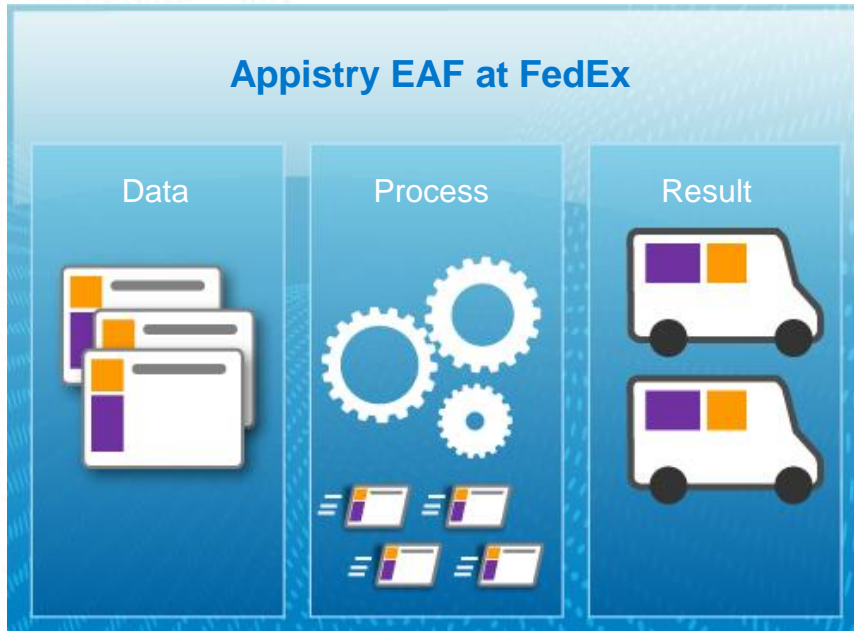 Appistry EAF at FedEx
Data
Process
Result